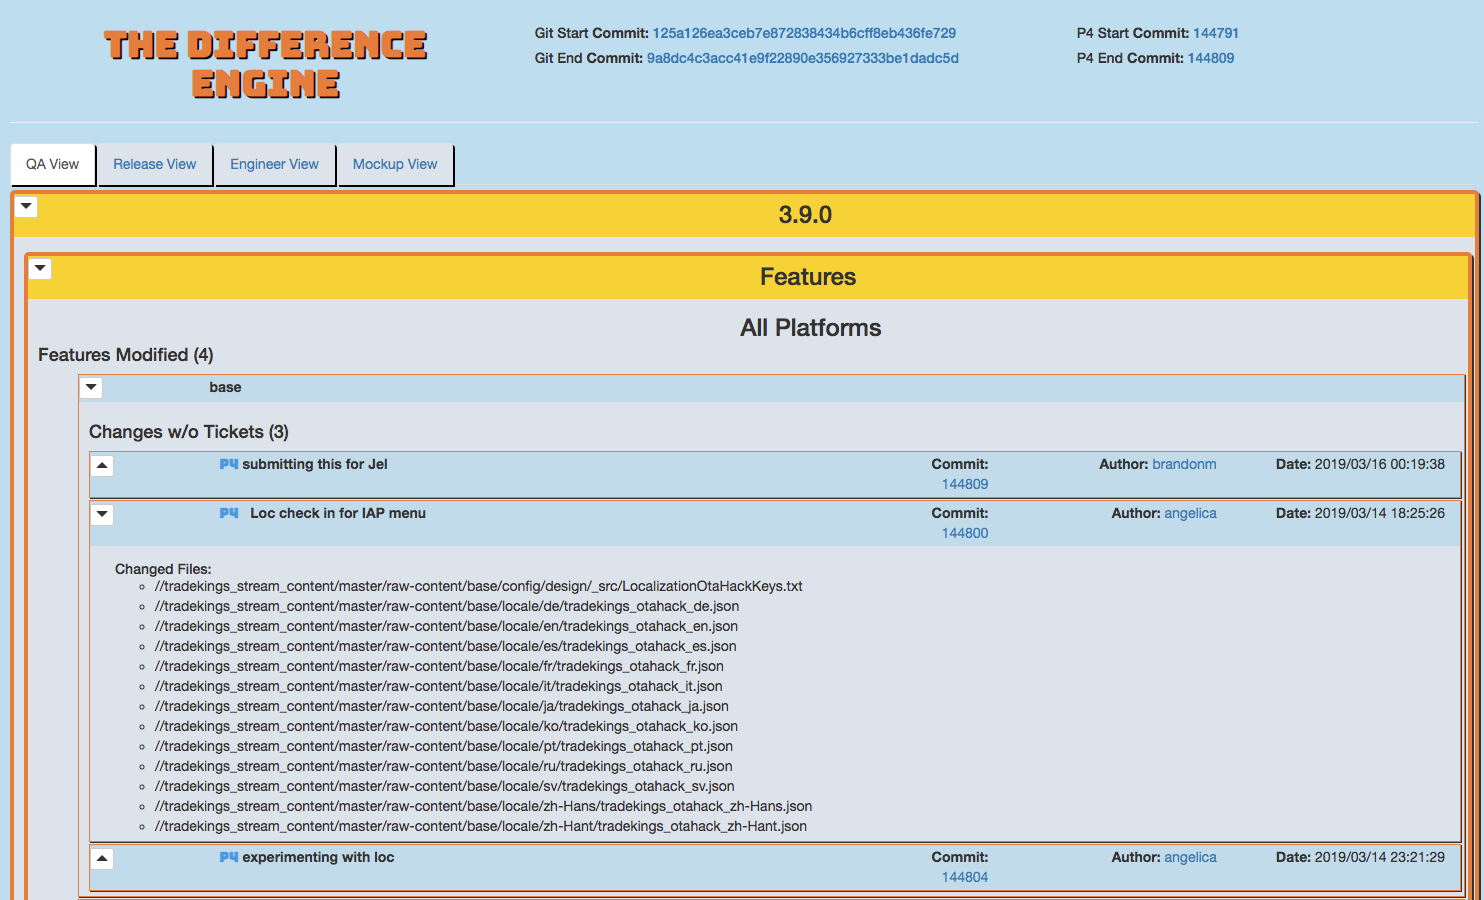 THE DIFFERENCE
ENGINE
Git Start Commit: 125a126ea3ceb7e872838434b6cff8eb436fe729
Git End Commit: 9a8dc4c3acc41e9f22890e356927333be1dadc5d
P4 Start Commit: 144791
P4 End Commit: 144809
QA View
Release View
Engineer View
Mockup View
3.9.0
Features
All Platforms
Features Modified (4)
base
Changes w/o Tickets (3)
P4 submitting this for Jel
Commit:
144809
Author: brandonm
Date: 2019/03/16 00:19:38
P4 Loc check in for IAP menu
Commit:
144800
Author: angelica
Date: 2019/03/14 18:25:26
Changed Files:
//tradekings_stream_content/master/raw-content/base/config/design/_src/LocalizationOtaHackKeys.txt
//tradekings_stream_content/master/raw-content/base/locale/de/tradekings_otahack_de.json
//tradekings_stream_content/master/raw-content/base/locale/en/tradekings_otahack_en.json
//tradekings_stream_content/master/raw-content/base/locale/es/tradekings_otahack_es.json
//tradekings_stream_content/master/raw-content/base/locale/fr/tradekings_otahack_fr.json
//tradekings_stream_content/master/raw-content/base/locale/it/tradekings_otahack_it.json
//tradekings_stream_content/master/raw-content/base/locale/ja/tradekings_otahack_ja.json
//tradekings_stream_content/master/raw-content/base/locale/ko/tradekings_otahack_ko.json
//tradekings_stream_content/master/raw-content/base/locale/pt/tradekings_otahack_pt.json
//tradekings_stream_content/master/raw-content/base/locale/ru/tradekings_otahack_ru.json
//tradekings_stream_content/master/raw-content/base/locale/sv/tradekings_otahack_sv.json
//tradekings_stream_content/master/raw-content/base/locale/zh-Hans/tradekings_otahack_zh-Hans.json
//tradekings_stream_content/master/raw-content/base/locale/zh-Hant/tradekings_otahack_zh-Hant.json
P4 experimenting with loc
Commit:
144804
Author: angelica
Date: 2019/03/14 23:21:29